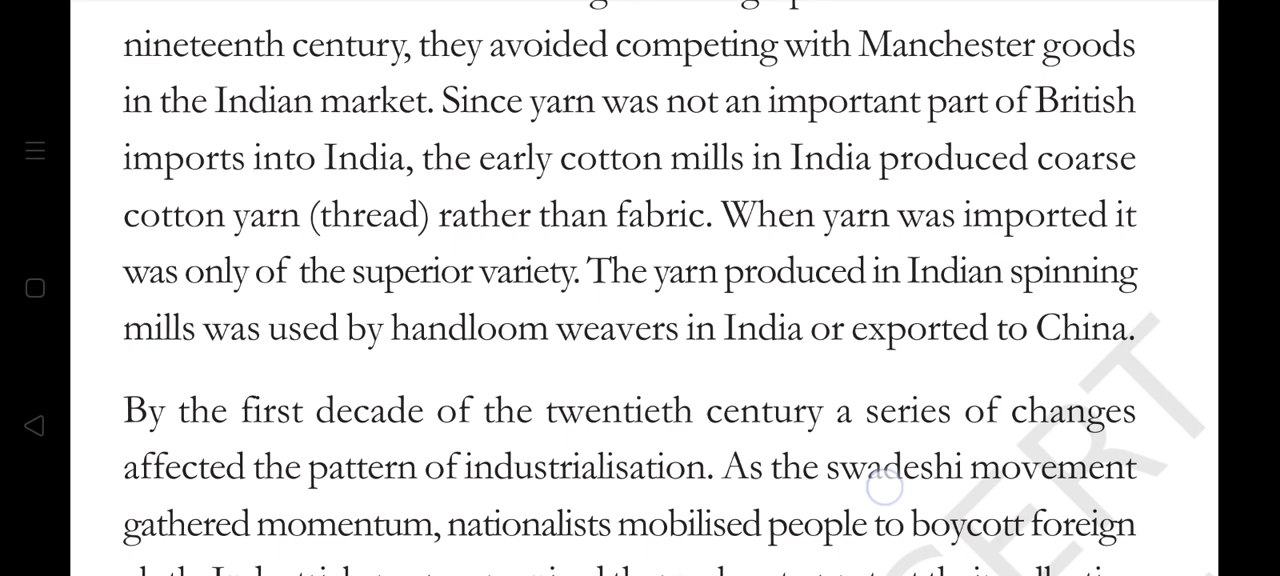 nineteenth century, they avoided competing with Manchester goods
in the Indian market. Since yarn was not an important part of British
imports into India, the early cotton mills in India produced coarse
cotton yarn (thread) rather than fabric. When yarn was imported it
was only of the superior variety. The yarn produced in Indian spinning
mills was used by handloom weavers in India or exported to China.
By the first decade of the twentieth century a series of changes
affected the pattern of industrialisation. As the swadeshi movement
gathered momentum, nationalists mobilised people to boycott foreign